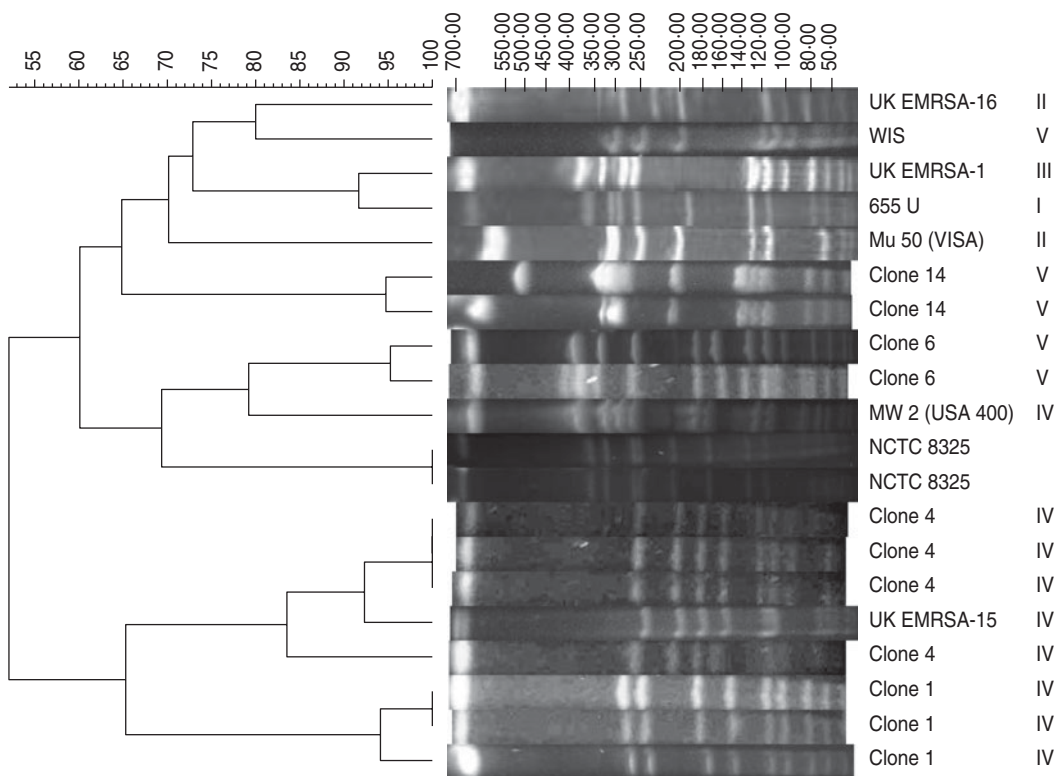 55 60 65 70 75 80 85 90 95 100
700·00 550·00 500·00 450·00 400·00 350·00 300·00 250·00 200·00 180·00 160·00 140·00 120·00 100·00 80·00 50·00
UK EMRSA-16 II
WIS V
UK EMRSA-1 III
655 U I
Mu 50 (VISA) II
Clone 14 V
Clone 14 V
Clone 6 V
Clone 6 V
MW 2 (USA 400) IV
NCTC 8325
NCTC 8325
Clone 4 IV
Clone 4 IV
Clone 4 IV
UK EMRSA-15 IV
Clone 4 IV
Clone 1 IV
Clone 1 IV
Clone 1 IV